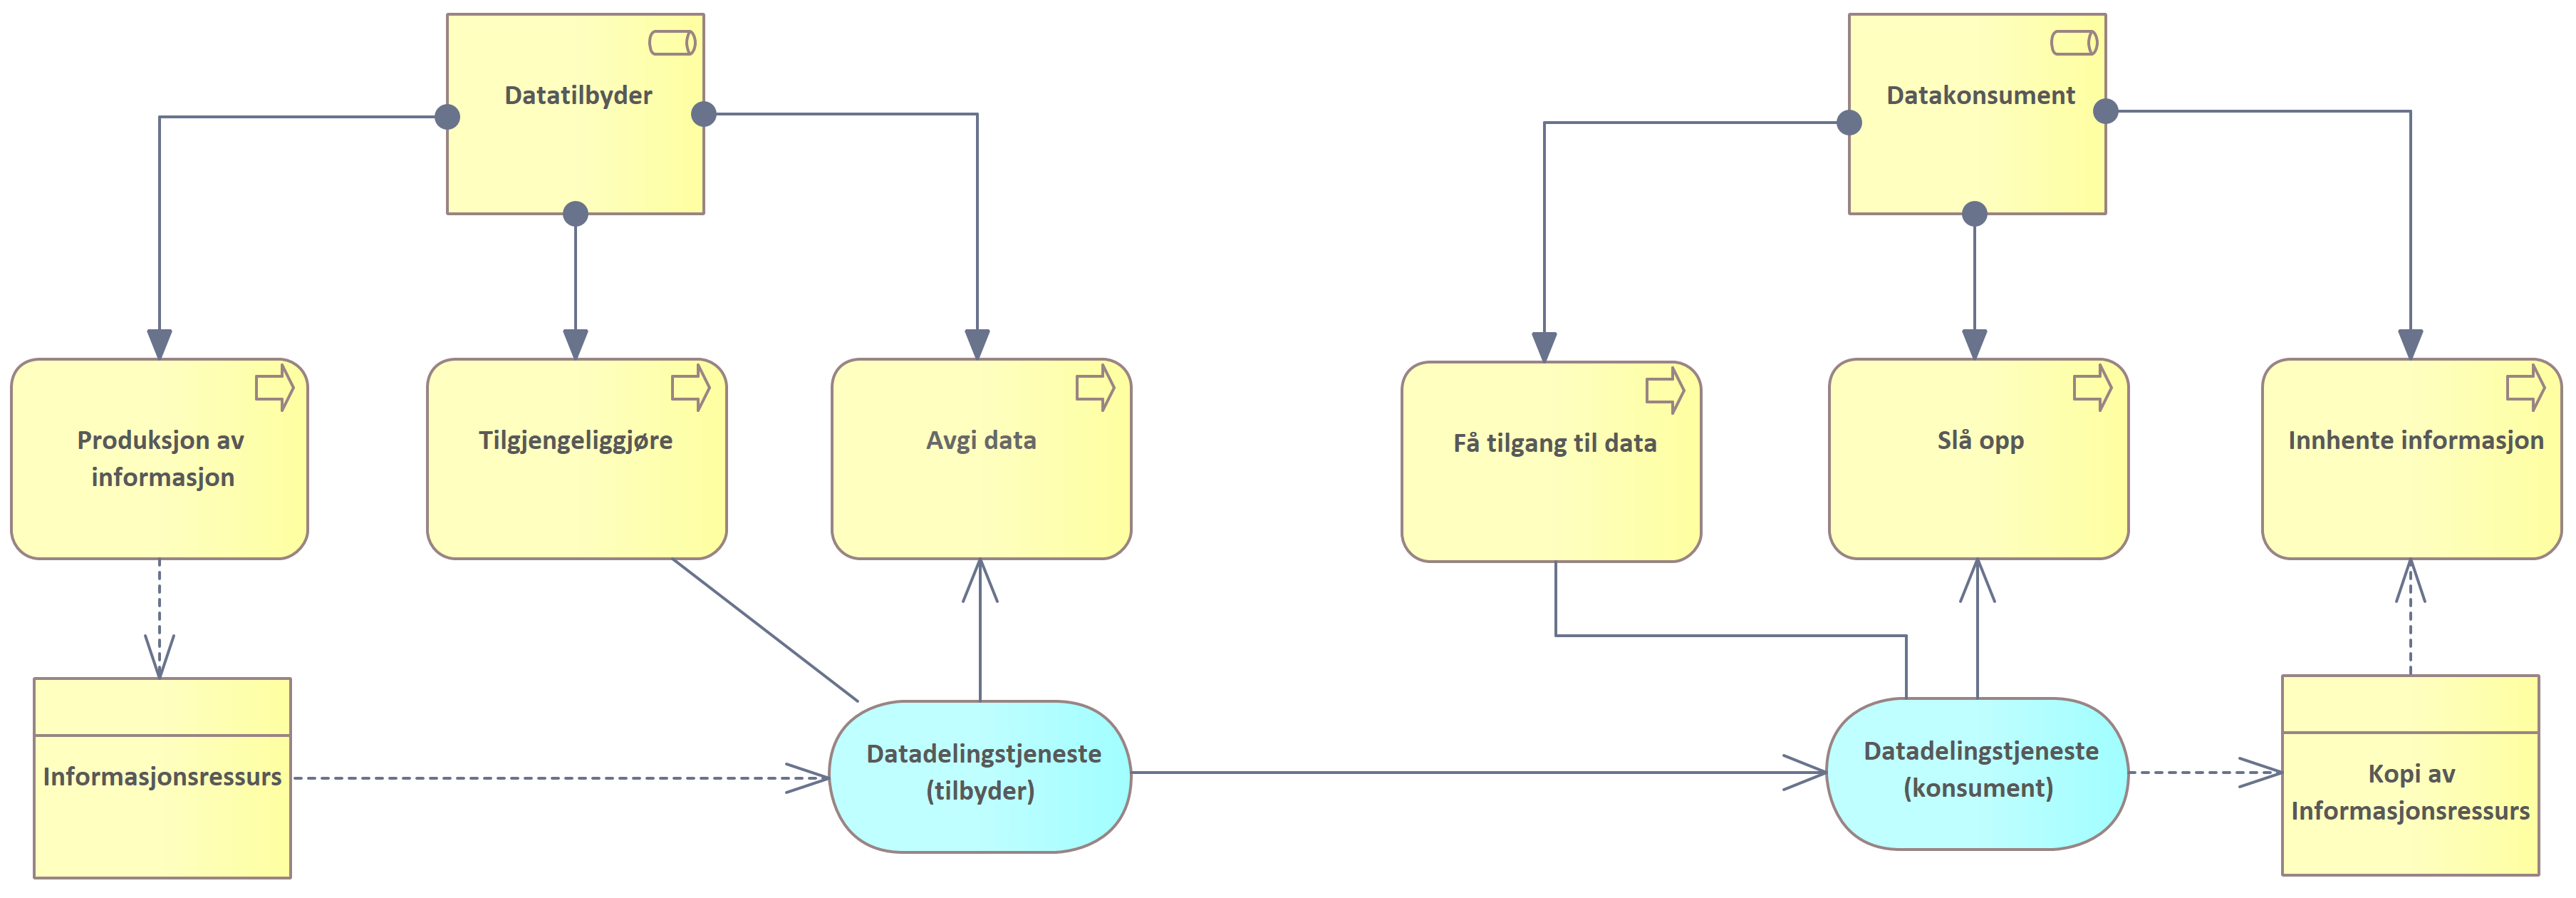 Datatilbyder
Datakonsument
Produksjon av
informasjon
Tilgjengeliggjøre
Avgi data
Få tilgang til data
Slå opp
Innhente informasjon
Informasjonsressurs
Datadelingstjeneste
(tilbyder)
Datadelingstjeneste
(konsument)
Kopi av
Informasjonsressurs